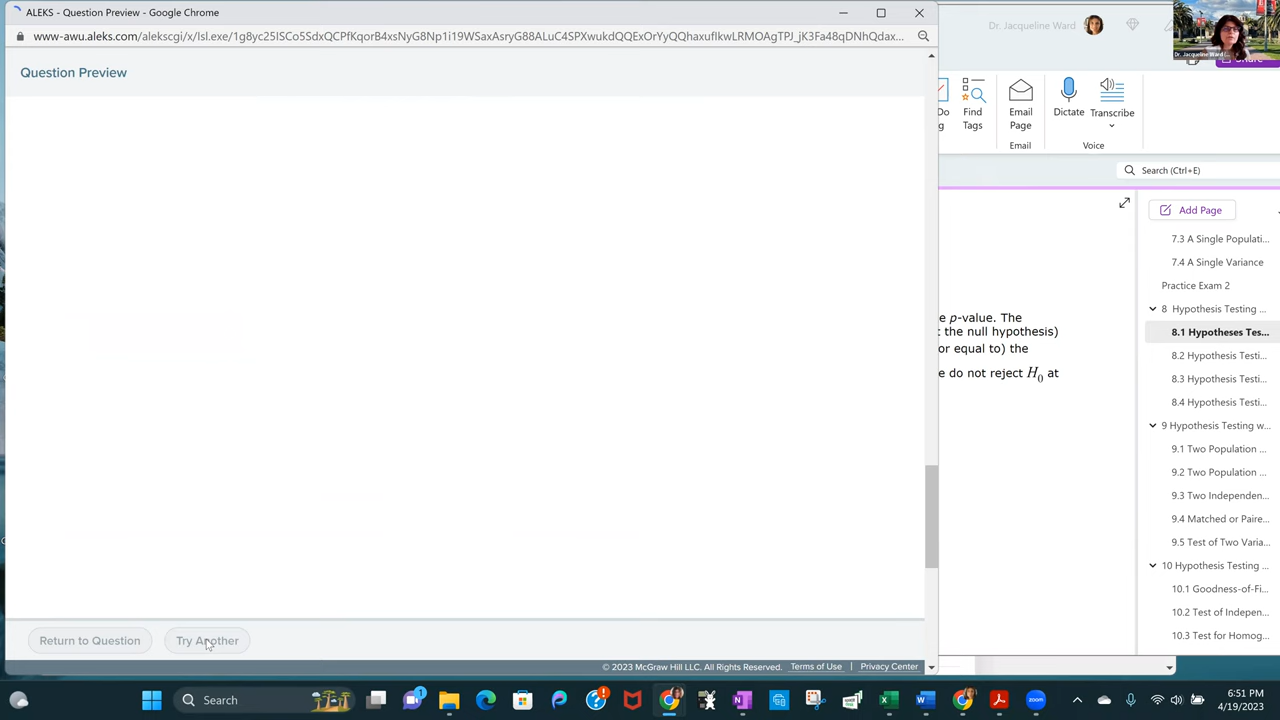 ALEKS - Question Preview - Google Chrome
www-awu.aleks.com/alekscgi/x/Isl.exe/
Question Preview
Return to Question
Try Another
© 2023 McGraw Hill LLC. All Rights Reserved. Terms of Use | Privacy Center
Dr. Jacqueline Ward
Dr. Jacqueline Ward
Share
Do
g
Find
Tags
Email
Page
Dictate
Transcribe
Email
Voice
Search (Ctrl+E)
Add Page
e p-value. The
the null hypothesis)
or equal to) the
e do not reject H0 at
7.3 A Single Populati...
7.4 A Single Variance
Practice Exam 2
8 Hypothesis Testing ...
8.1 Hypotheses Tes...
8.2 Hypothesis Testi...
8.3 Hypothesis Testi...
8.4 Hypothesis Testi...
9 Hypothesis Testing w...
9.1 Two Population ...
9.2 Two Population ...
9.3 Two Independen...
9.4 Matched or Paire...
9.5 Test of Two Varia...
10 Hypothesis Testing ...
10.1 Goodness-of-Fi...
10.2 Test of Indepen...
10.3 Test for Homog...
Search
1
zoom
6:51 PM
4/19/2023